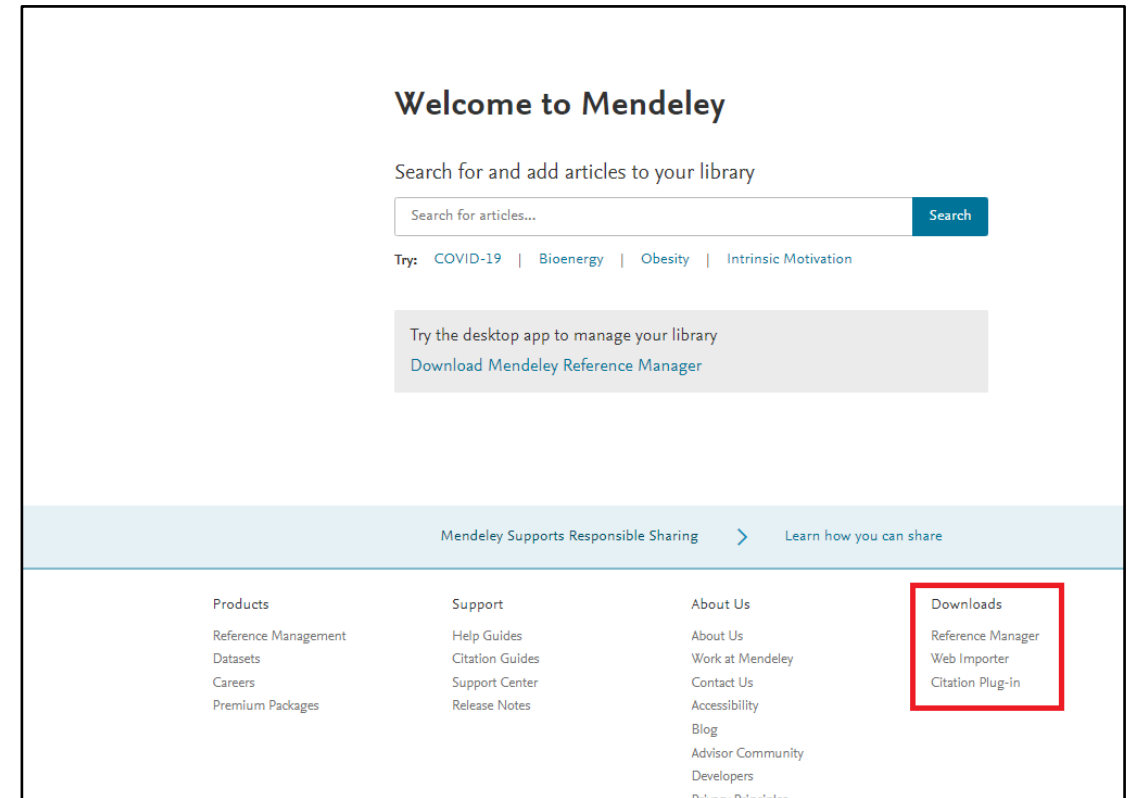 Welcome to Mendeley
Search for and add articles to your library
Search for articles...
Search
Try: COVID-19 | Bioenergy | Obesity | Intrinsic Motivation
Try the desktop app to manage your library
Download Mendeley Reference Manager
Mendeley Supports Responsible Sharing > Learn how you can share
Products
Reference Management
Datasets
Careers
Premium Packages
Support
Help Guides
Citation Guides
Support Center
Release Notes
About Us
About Us
Work at Mendeley
Contact Us
Accessibility
Blog
Advisor Community
Developers
Downloads
Reference Manager
Web Importer
Citation Plug-in